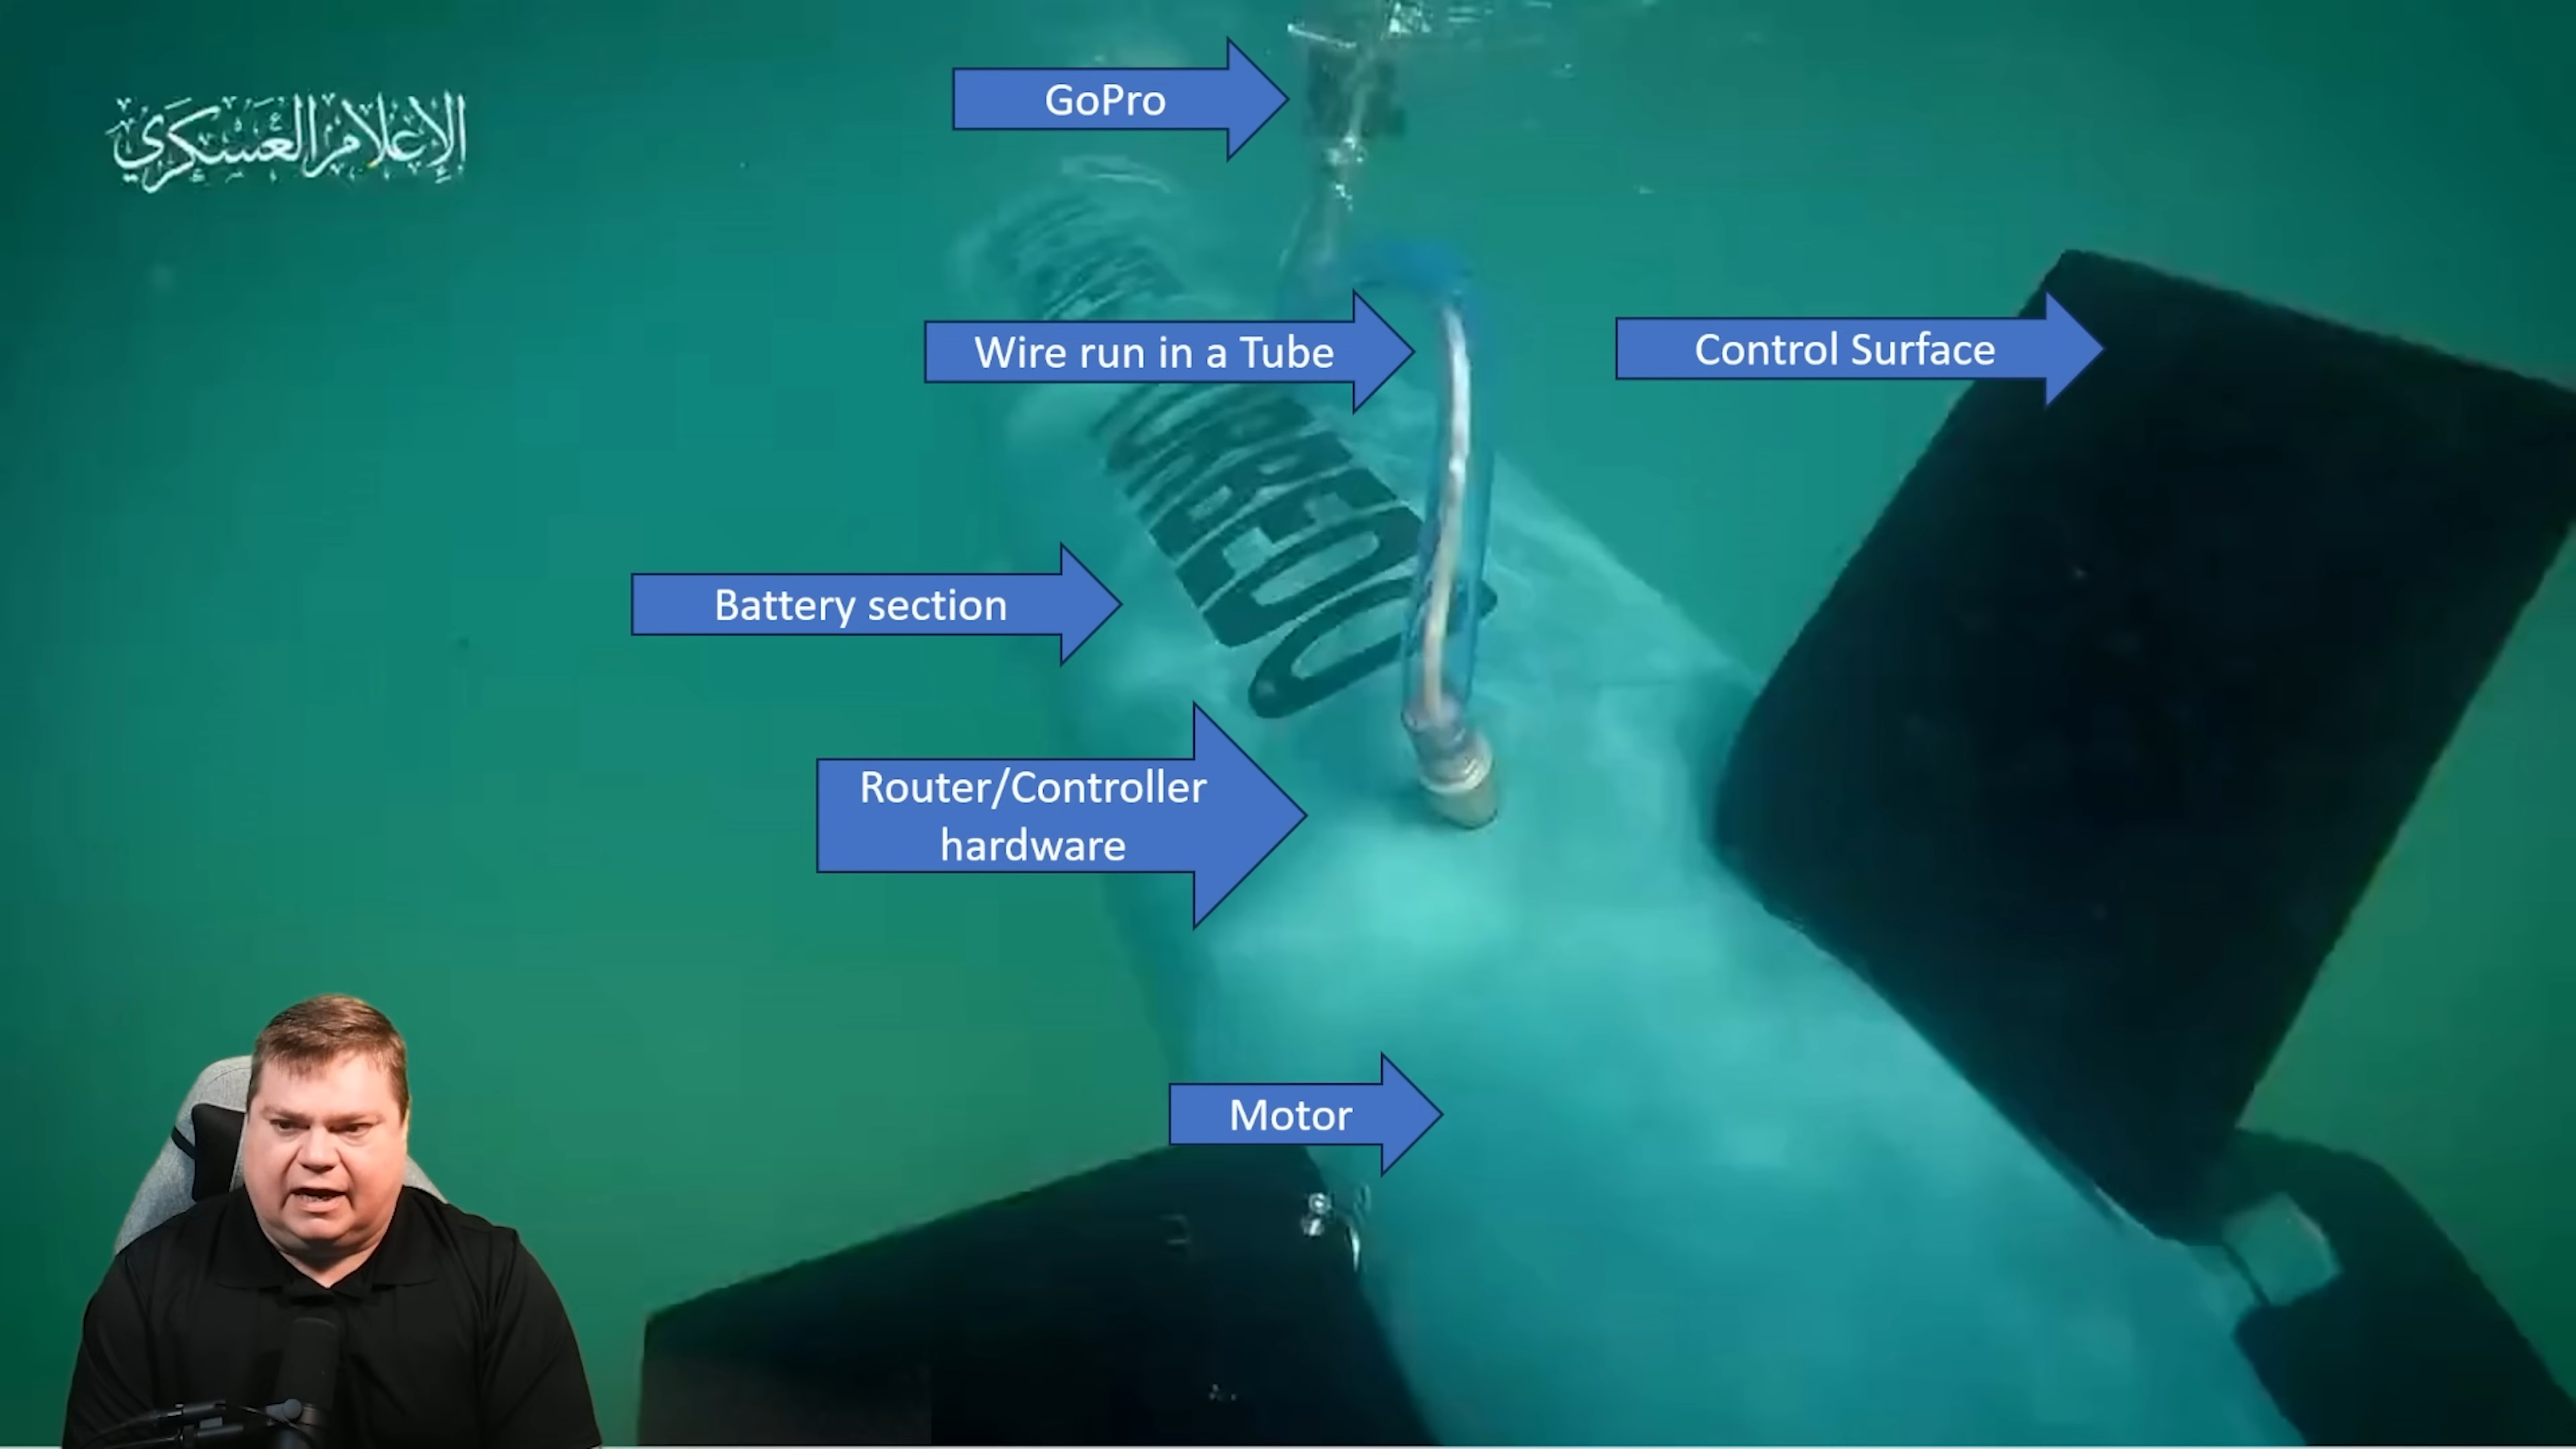 GoPro
الإعلام العسكري
Wire run in a Tube
Control Surface
Battery section
Router/Controller
hardware
Motor